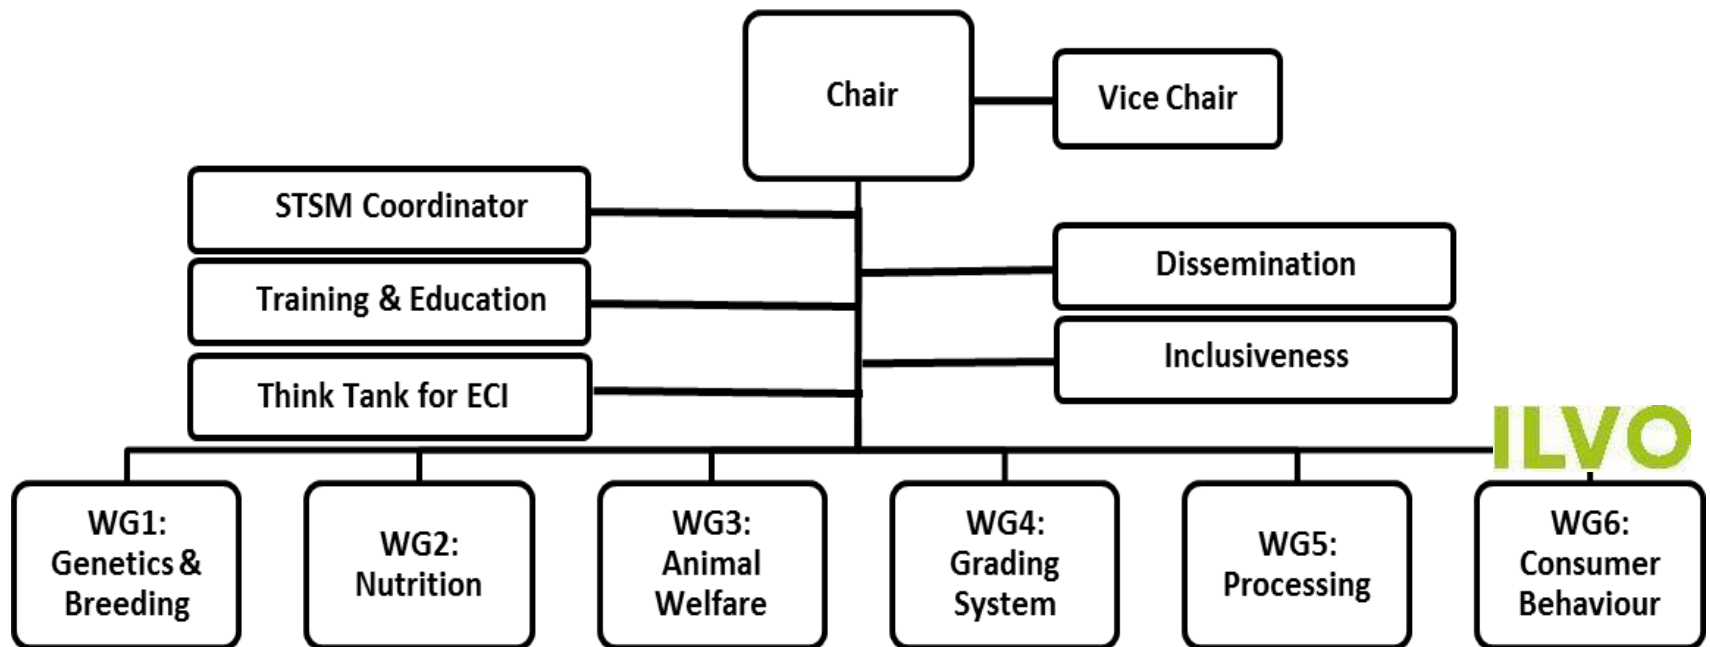 Chair
Vice Chair
STSM Coordinator
Training & Education
Think Tank for ECI
Dissemination
Inclusiveness
ILVO
WG1:
Genetics &
Breeding
WG2:
Nutrition
WG3:
Animal
Welfare
WG4:
Grading
System
WG5:
Processing
WG6:
Consumer
Behaviour